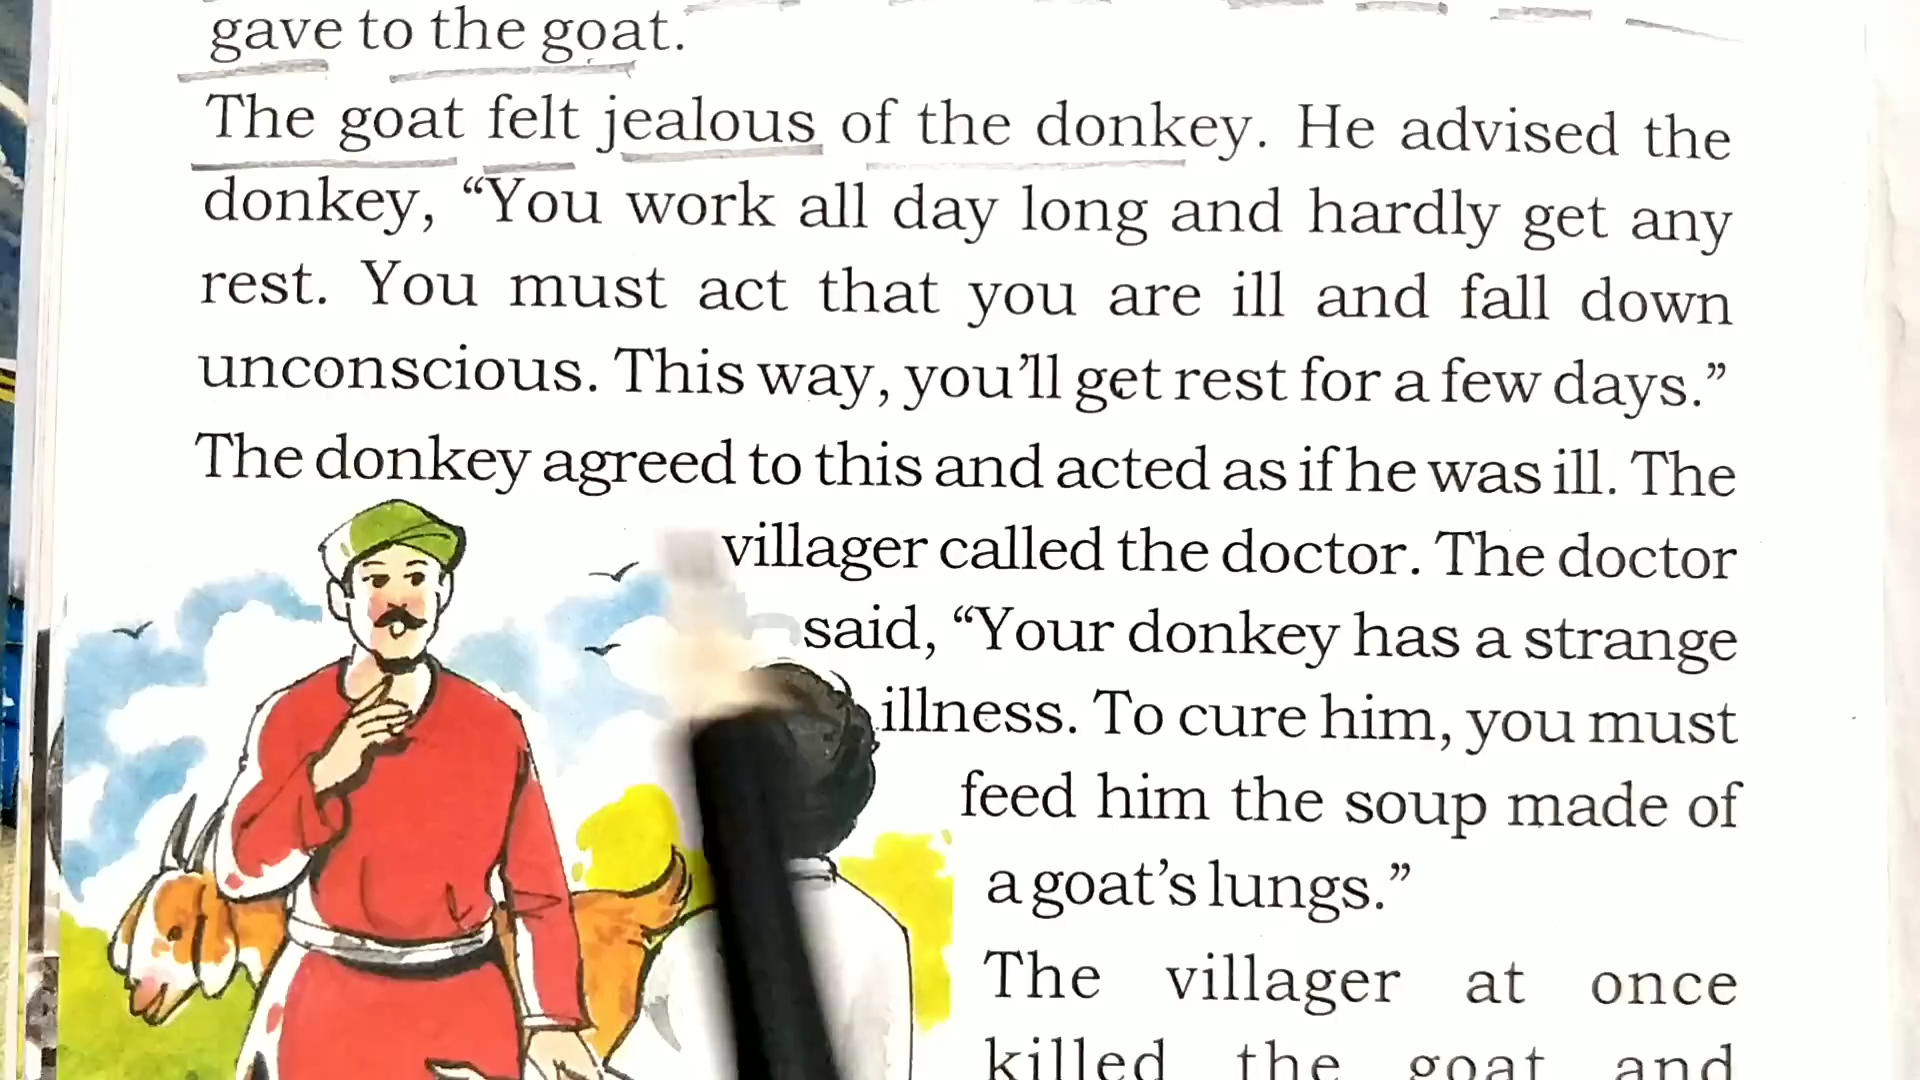 gave to the goat.
The goat felt jealous of the donkey. He advised the
donkey, “You work all day long and hardly get any
rest. You must act that you are ill and fall down
unconscious. This way, you’ll get rest for a few days.”
The donkey agreed to this and acted as if he was ill. The
villager called the doctor. The doctor
said, “Your donkey has a strange
illness. To cure him, you must
feed him the soup made of
a goat’s lungs.”
The villager at once
killed the goat and